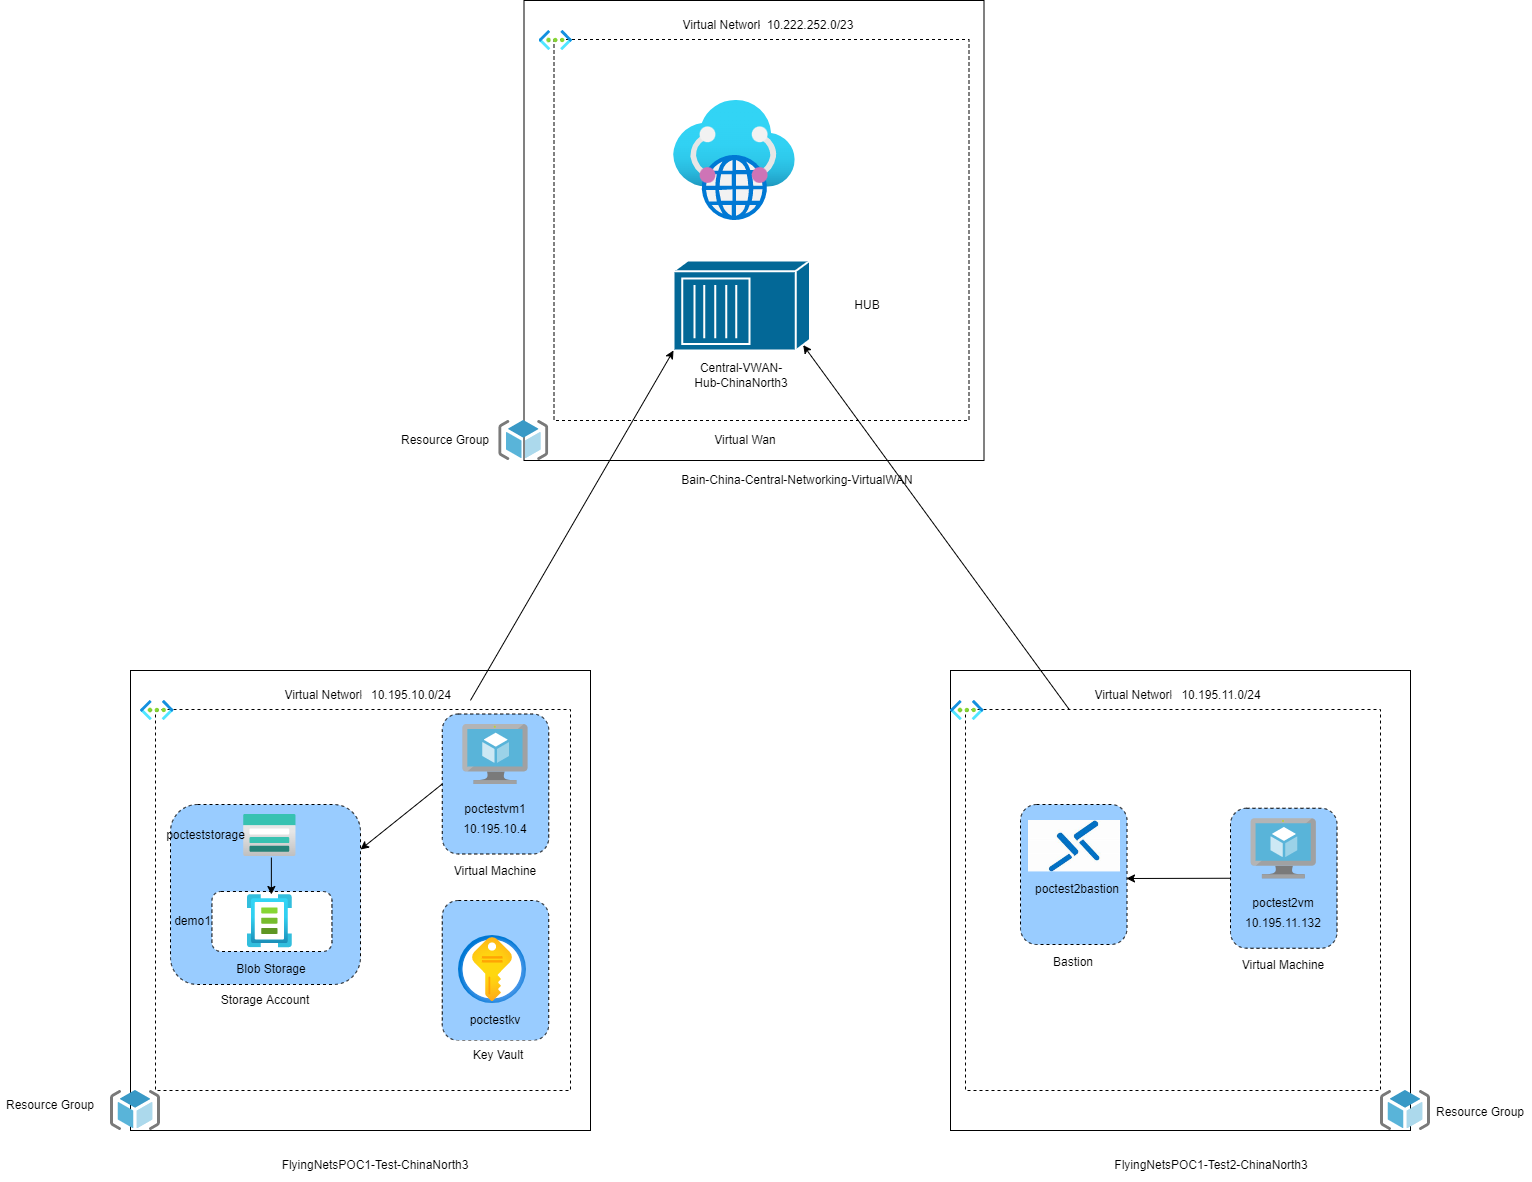 Virtual Networl 10.222.252.0/23
HUB
Central-VWAN-
Hub-ChinaNorth3
Resource Group
Virtual Wan
Bain-China-Central-Networking-VirtualWAN
Virtual Networl 10.195.10.0/24
poctestvm1
10.195.10.4
Virtual Machine
pocteststorage
demo1
Blob Storage
Storage Account
poctestkv
Key Vault
Resource Group
FlyingNetsPOC1-Test-ChinaNorth3
Virtual Networl 10.195.11.0/24
poctest2bastion
Bastion
poctest2vm
10.195.11.132
Virtual Machine
Resource Group
FlyingNetsPOC1-Test2-ChinaNorth3